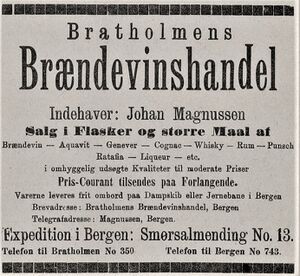 Bratholmens
Brændevinshandel
Indehaver: Johan Magnussen
Salg i Flasker og større Maal af
Brændevin — Aquavit — Genever — Cognac — Whisky — Rum — Punsch
Ratafia — Liqueur — etc.
i omhyggelig udsøgte Kvaliteter til moderate Priser
Pris-Courant tilsendes paa Forlangende.
Varerne leveres frit ombord paa Dampskib eller Jernebane i Bergen
Brevadresse: Bratholmens Brændevinshandel, Bergen
Telegrafadresse: Magnussen, Bergen.
Expedition i Bergen: Smørsalmending No. 13.
Telefon til Bratholmen No 350 Telefon til Bergen No 743.